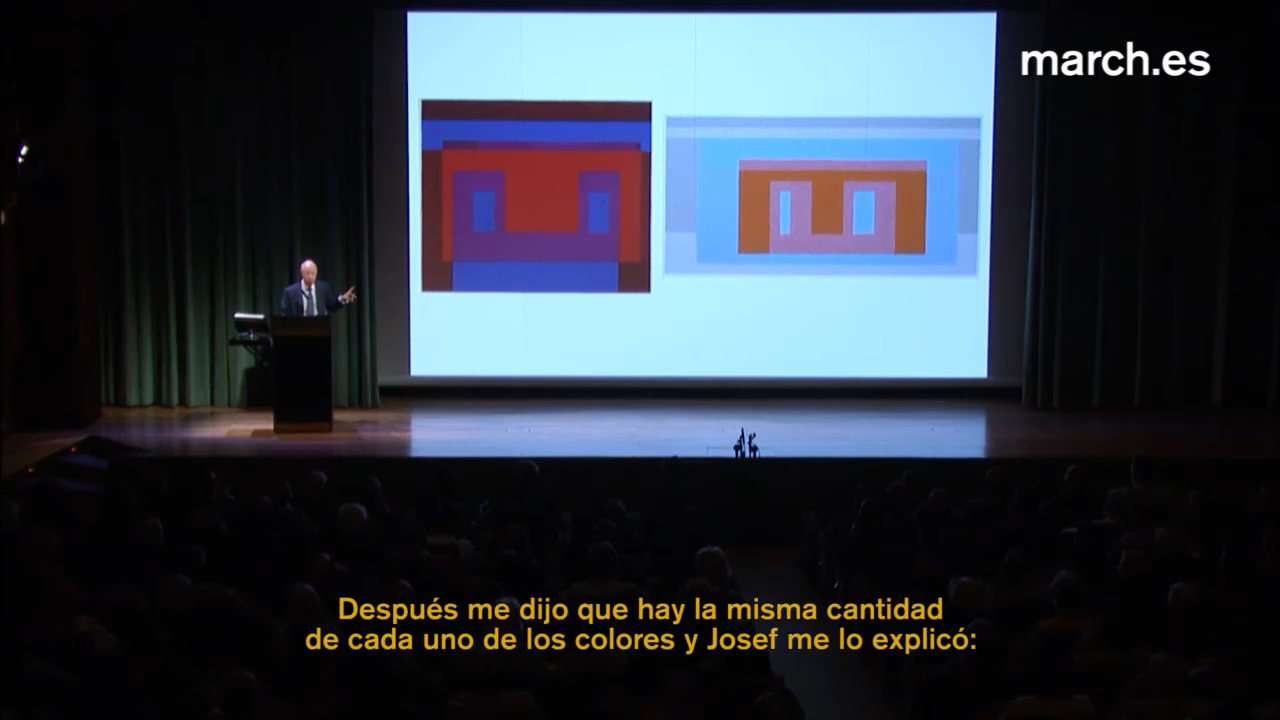 march.es
Después me dijo que hay la misma cantidad
de cada uno de los colores y Josef me lo explicó: